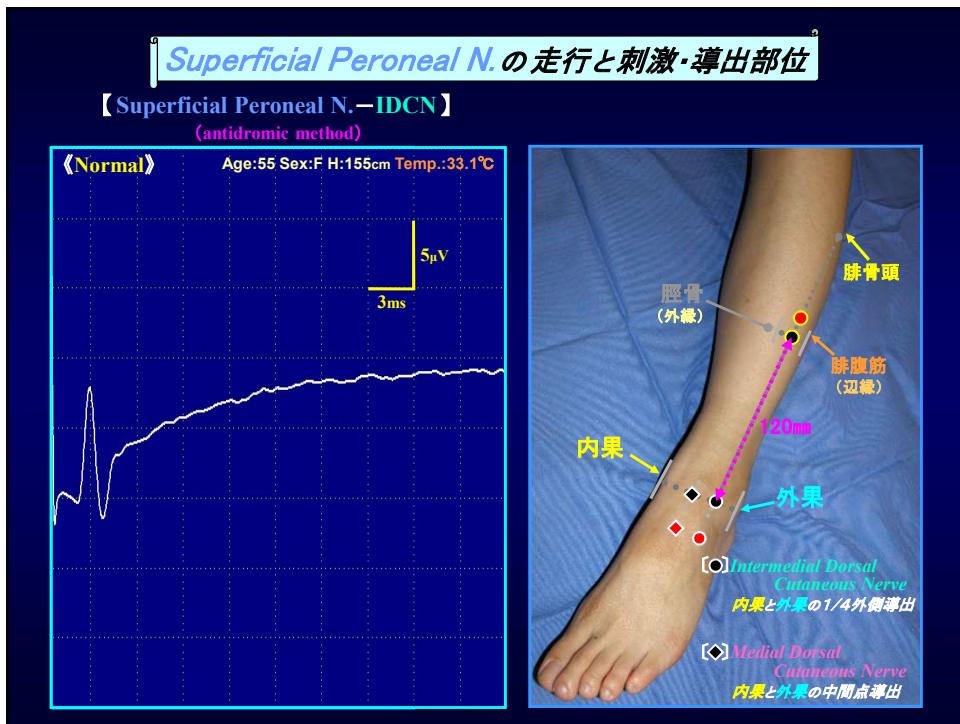 Superficial Peroneal N.の走行と刺激・導出部位
【Superficial Peroneal N.－IDCN】
（antidromic method）
《Normal》
Age:55 Sex:F H:155cm Temp.:33.1℃
5μV
3ms
腓骨頭
脛骨
（外縁）
腓腹筋
（辺縁）
120㎜
内果
外果
〔●〕Intermedial Dorsal
Cutaneous Nerve
内果と外果の1/4外側導出
〔◆〕Medial Dorsal
Cutaneous Nerve
内果と外果の中間点導出